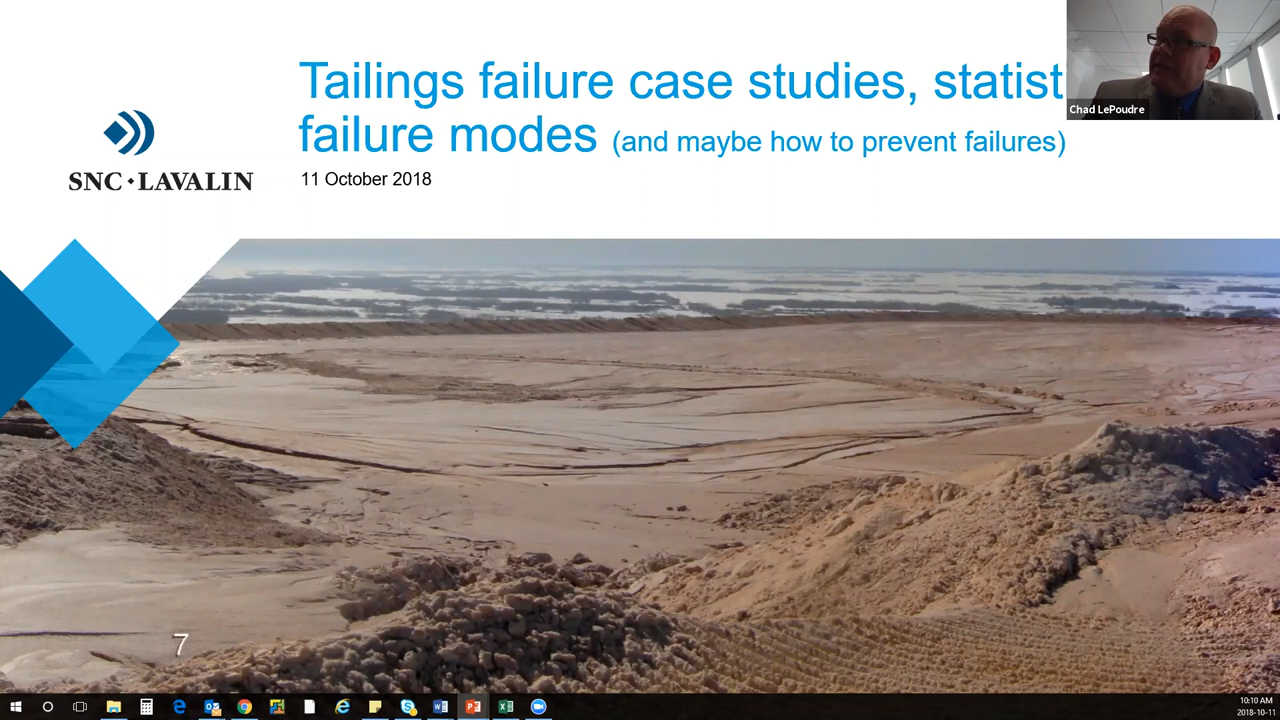 Tailings failure case studies, statist
failure modes (and maybe how to prevent failures)
11 October 2018
SNC • LAVALIN
Chad LePoudre
7
10:10 AM
2018-10-11